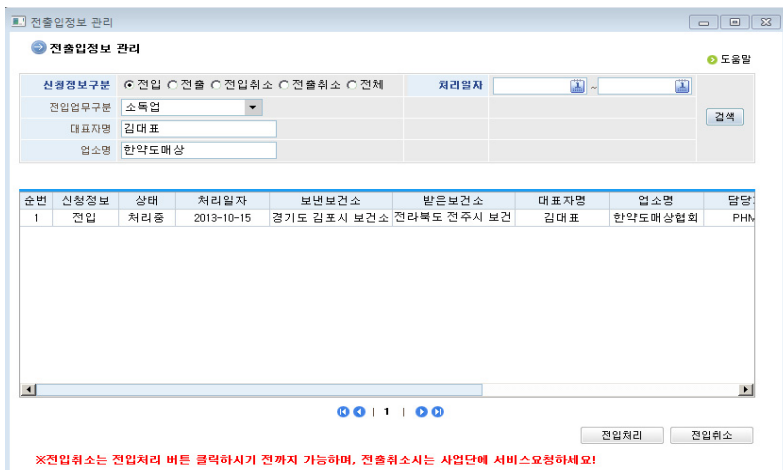 전출입정보 관리
전출입정보 관리
도움말
신청정보구분 전입 전출 전입취소 전출취소 전체 처리일자 ~
전입업무구분 소독업
검색
대표자명 김대표
업소명 한약도매상
순번 신청정보 상태 처리일자 보낸보건소 받은보건소 대표자명 업소명 담당
1 전입 처리중 2013-10-15 경기도 김포시 보건소 전라북도 전주시 보건 김대표 한약도매상협회 PHM
1
전입처리 전입취소
※전입취소는 전입처리 버튼 클릭하시기 전까지 가능하며, 전출취소시는 사업단에 서비스요청하세요!